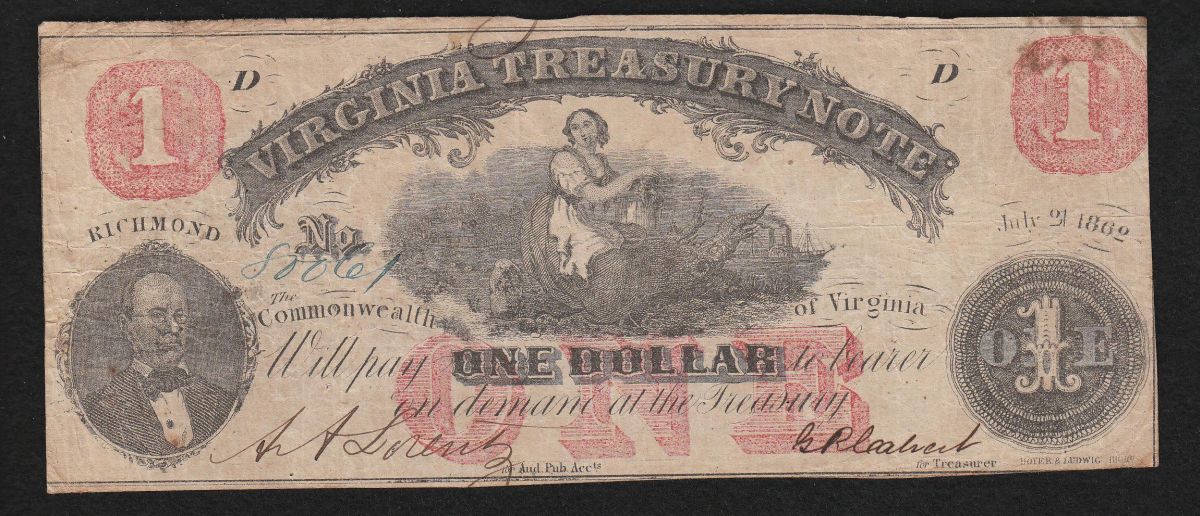 1 D VIRGINIA TREASURY NOTE D 1
RICHMOND
No
July 21 1862
80061
The
Commonwealth of Virginia
Will pay ONE DOLLAR to bearer
on demand at the Treasury
ONE
O 1 E
for Aud. Pub. Accts
for Treasurer
HOYER & LUDWIG